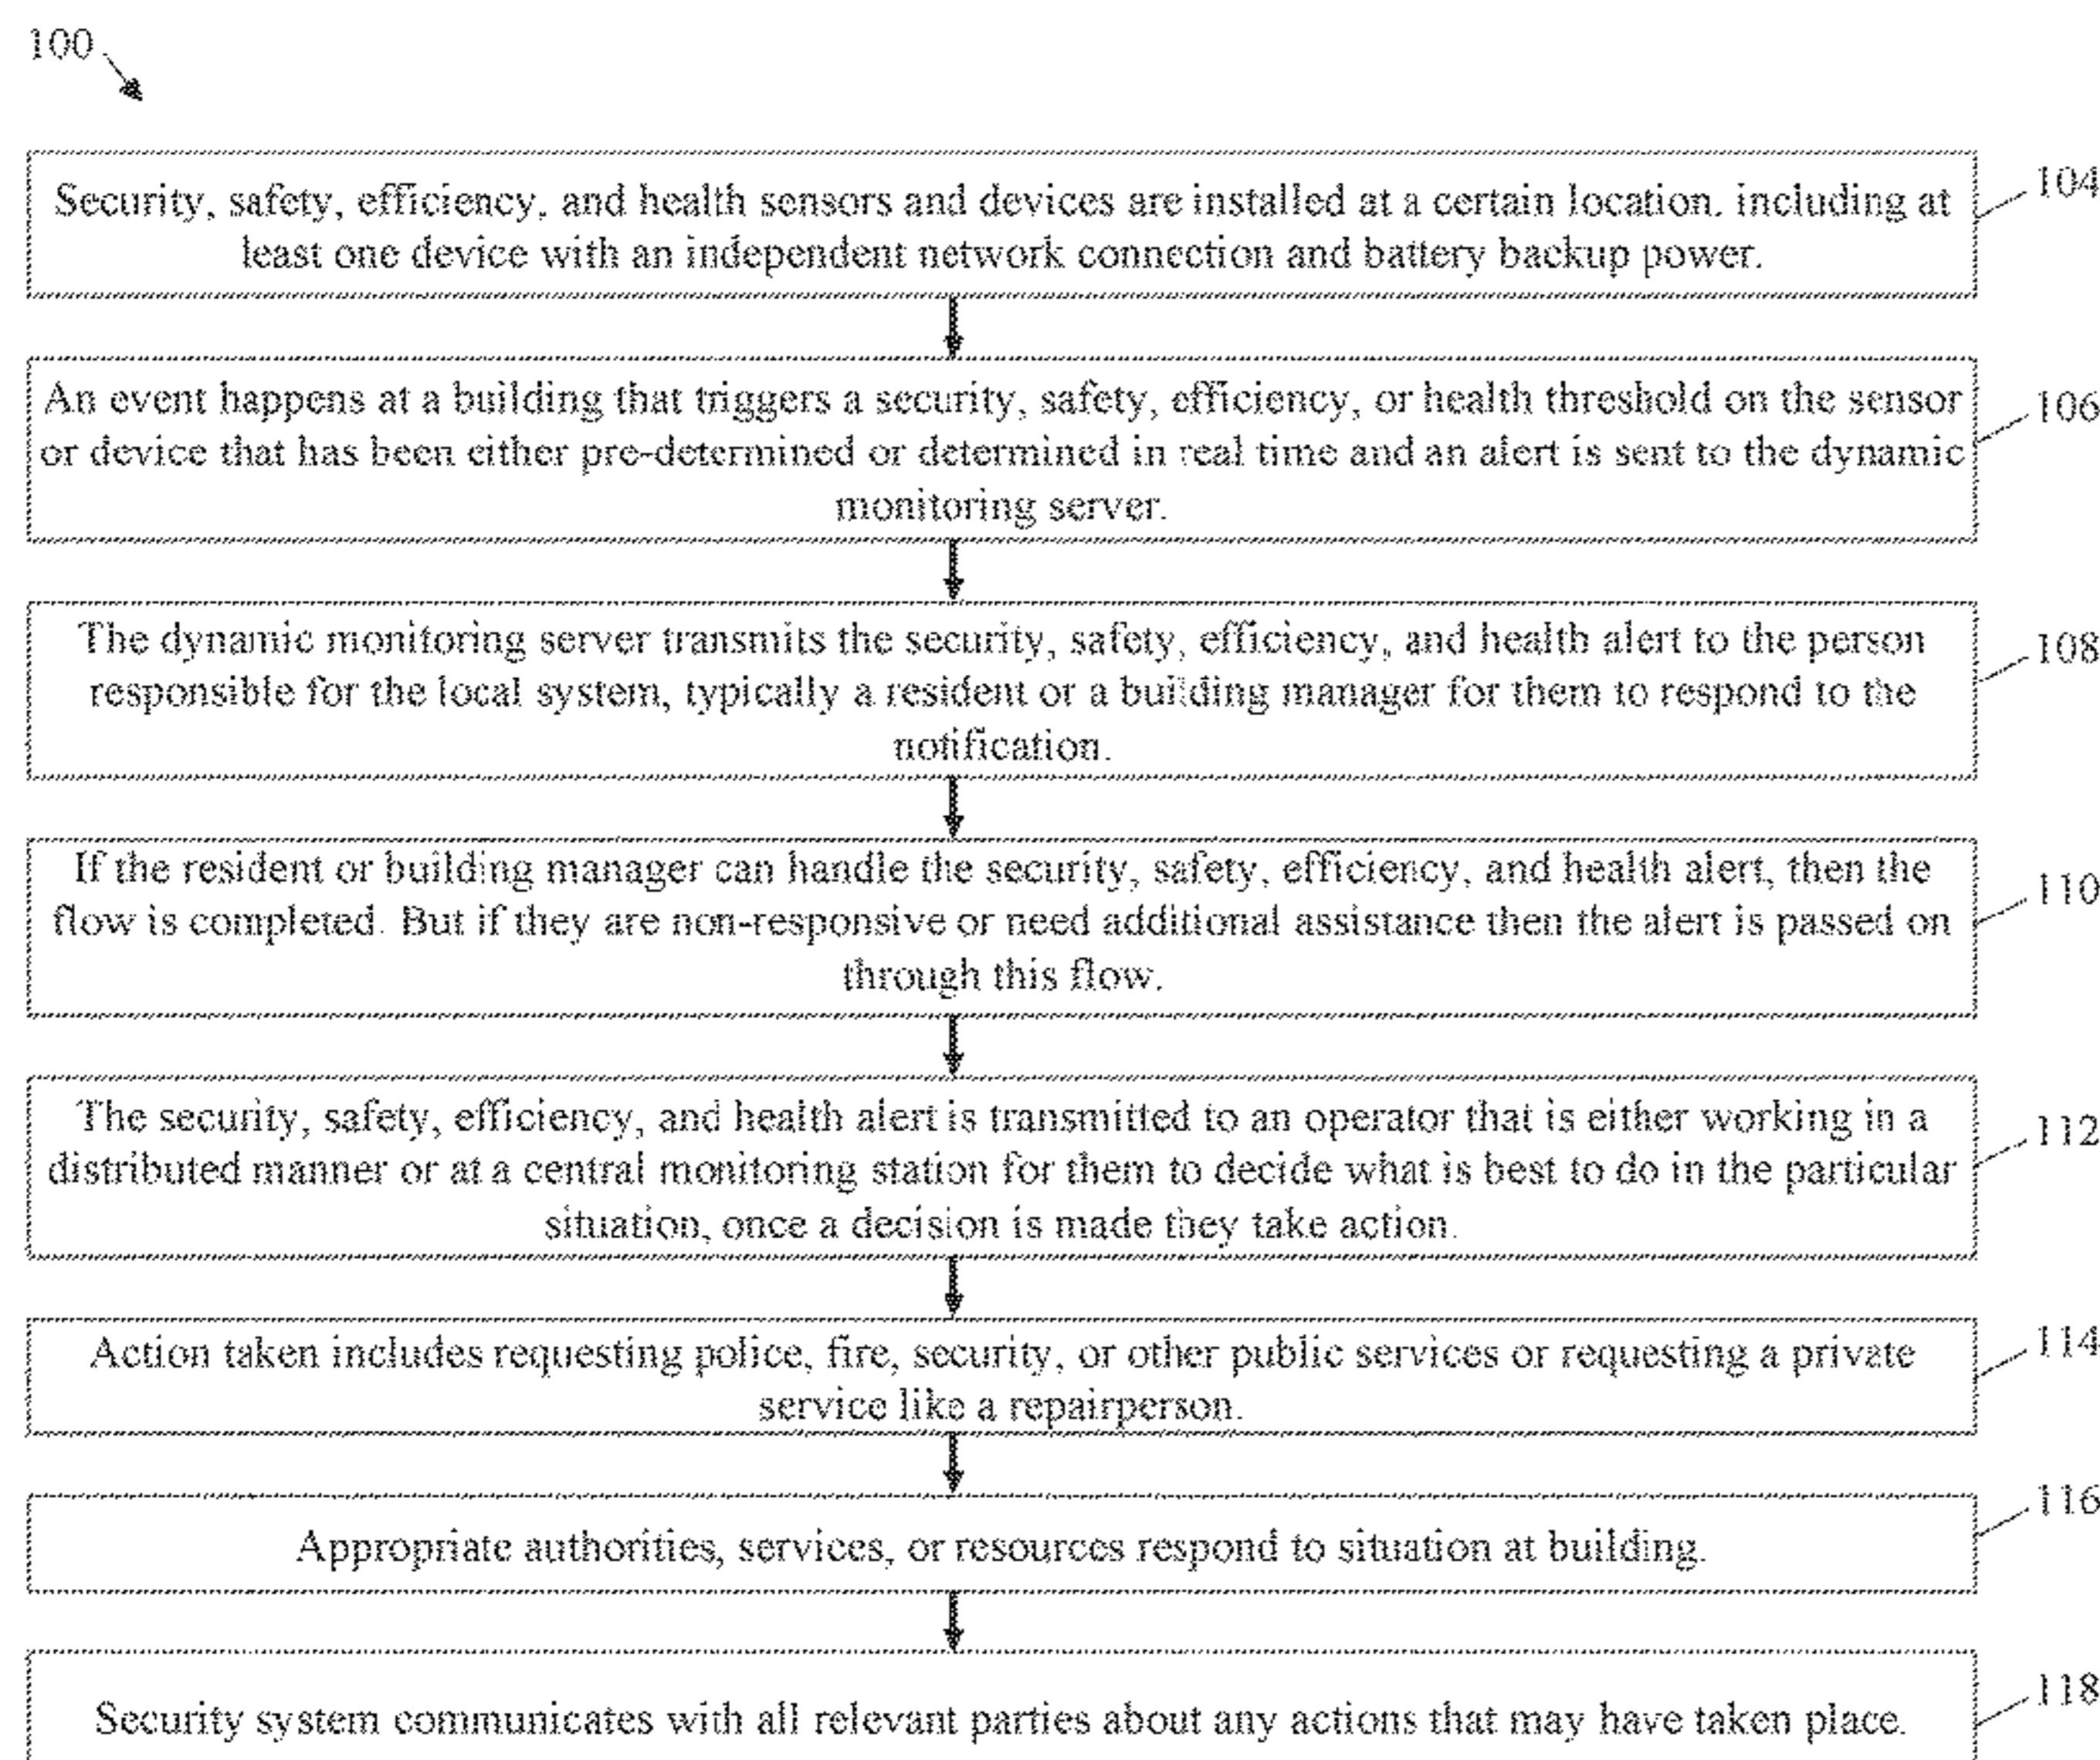 100
Security, safety, efficiency, and health sensors and devices are installed at a certain location. including at
least one device with an independent network connection and battery backup power.
104
An event happens at a building that triggers a security, safety, efficiency, or health threshold on the sensor
or device that has been either pre-determined or determined in real time and an alert is sent to the dynamic
monitoring server.
106
The dynamic monitoring server transmits the security, safety, efficiency, and health alert to the person
responsible for the local system, typically a resident or a building manager for them to respond to the
notification.
108
If the resident or building manager can handle the security, safety, efficiency, and health alert, then the
flow is completed. But if they are non-responsive or need additional assistance then the alert is passed on
through this flow.
110
The security, safety, efficiency, and health alert is transmitted to an operator that is either working in a
distributed manner or at a central monitoring station for them to decide what is best to do in the particular
situation, once a decision is made they take action.
112
Action taken includes requesting police, fire, security, or other public services or requesting a private
service like a repairperson.
114
Appropriate authorities, services, or resources respond to situation at building.
116
Security system communicates with all relevant parties about any actions that may have taken place.
118